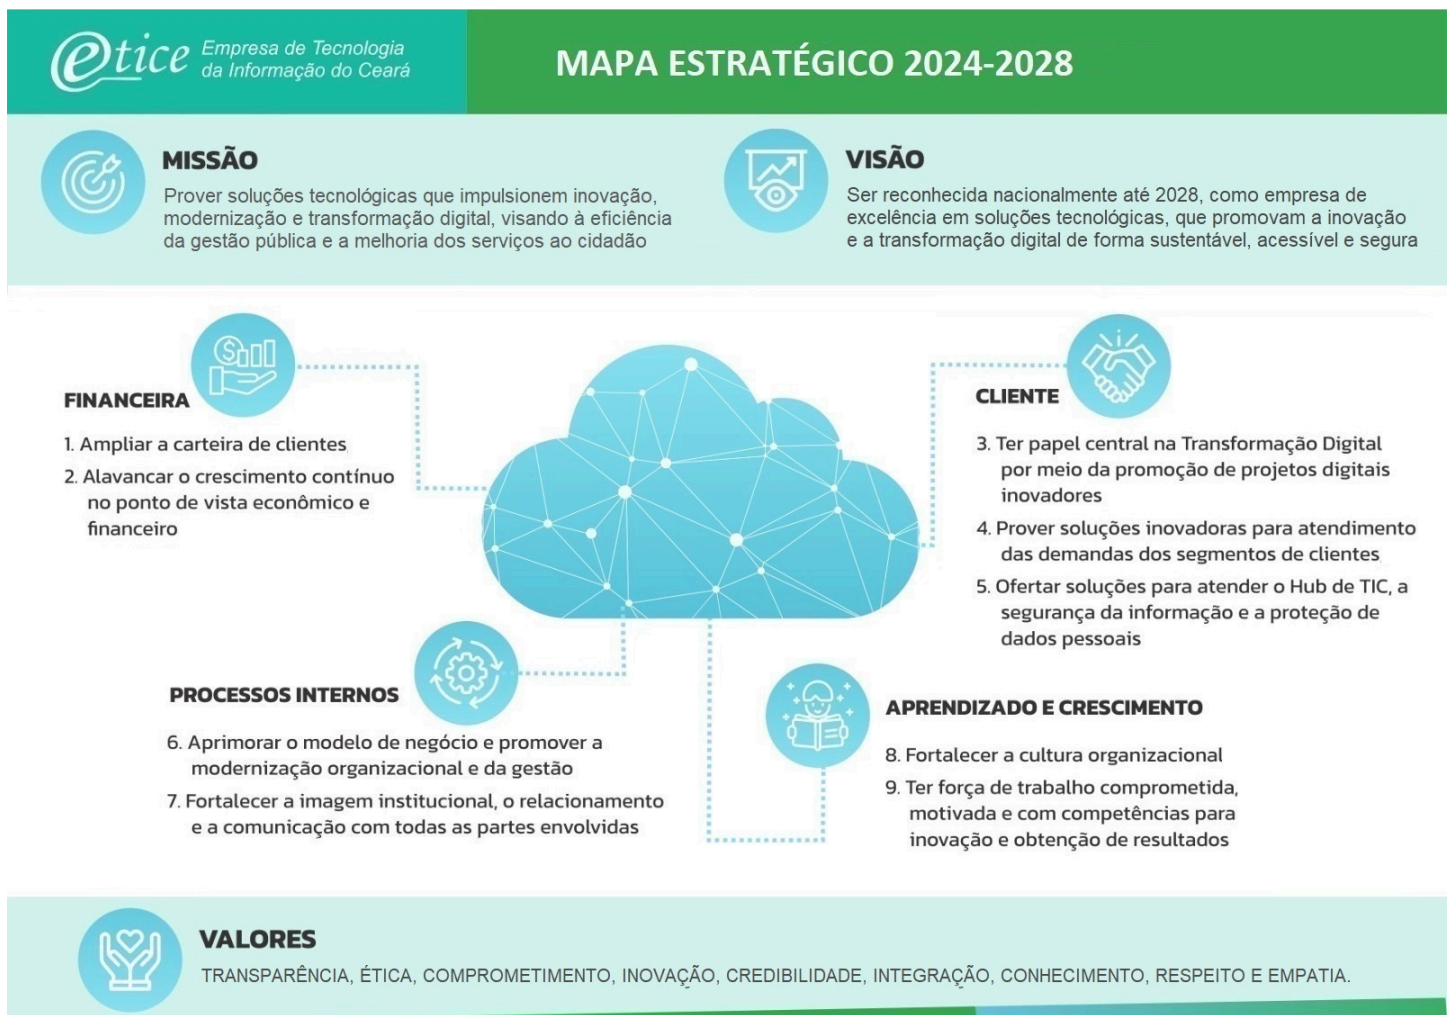 etice Empresa de Tecnologia
da Informação do Ceará
MAPA ESTRATÉGICO 2024-2028
MISSÃO
Prover soluções tecnológicas que impulsionem inovação,
modernização e transformação digital, visando à eficiência
da gestão pública e a melhoria dos serviços ao cidadão
VISÃO
Ser reconhecida nacionalmente até 2028, como empresa de
excelência em soluções tecnológicas, que promovam a inovação
e a transformação digital de forma sustentável, acessível e segura
FINANCEIRA
1. Ampliar a carteira de clientes
2. Alavancar o crescimento contínuo
no ponto de vista econômico e
financeiro
CLIENTE
3. Ter papel central na Transformação Digital
por meio da promoção de projetos digitais
inovadores
4. Prover soluções inovadoras para atendimento
das demandas dos segmentos de clientes
5. Ofertar soluções para atender o Hub de TIC, a
segurança da informação e a proteção de
dados pessoais
PROCESSOS INTERNOS
6. Aprimorar o modelo de negócio e promover a
modernização organizacional e da gestão
7. Fortalecer a imagem institucional, o relacionamento
e a comunicação com todas as partes envolvidas
APRENDIZADO E CRESCIMENTO
8. Fortalecer a cultura organizacional
9. Ter força de trabalho comprometida,
motivada e com competências para
inovação e obtenção de resultados
VALORES
TRANSPARÊNCIA, ÉTICA, COMPROMETIMENTO, INOVAÇÃO, CREDIBILIDADE, INTEGRAÇÃO, CONHECIMENTO, RESPEITO E EMPATIA.